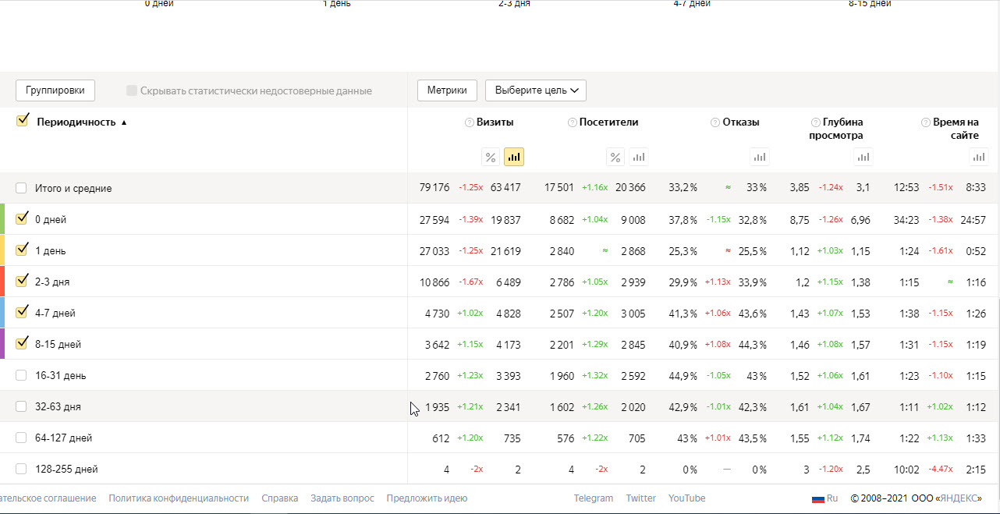 0 дней 1 день 2-3 дня 4-7 дней 8-15 дней
Группировки Скрывать статистически недостоверные данные Метрики Выберите цель
Периодичность ▲ ? Визиты ? Посетители ? Отказы ? Глубина просмотра ? Время на сайте
% %
Итого и средние 79 176 -1.25x 63 417 17 501 +1.16x 20 366 33,2 % ≈ 33 % 3,85 -1.24x 3,1 12:53 -1.51x 8:33
0 дней 27 594 -1.39x 19 837 8 682 +1.04x 9 008 37,8 % -1.15x 32,8 % 8,75 -1.26x 6,96 34:23 -1.38x 24:57
1 день 27 033 -1.25x 21 619 2 840 ≈ 2 868 25,3 % ≈ 25,5 % 1,12 +1.03x 1,15 1:24 -1.61x 0:52
2-3 дня 10 866 -1.67x 6 489 2 786 +1.05x 2 939 29,9 % +1.13x 33,9 % 1,2 +1.15x 1,38 1:15 ≈ 1:16
4-7 дней 4 730 +1.02x 4 828 2 507 +1.20x 3 005 41,3 % +1.06x 43,6 % 1,43 +1.07x 1,53 1:38 -1.15x 1:26
8-15 дней 3 642 +1.15x 4 173 2 201 +1.29x 2 845 40,9 % +1.08x 44,3 % 1,46 +1.08x 1,57 1:31 -1.15x 1:19
16-31 день 2 760 +1.23x 3 393 1 960 +1.32x 2 592 44,9 % -1.05x 43 % 1,52 +1.06x 1,61 1:23 -1.10x 1:15
32-63 дня 1 935 +1.21x 2 341 1 602 +1.26x 2 020 42,9 % -1.01x 42,3 % 1,61 +1.04x 1,67 1:11 +1.02x 1:12
64-127 дней 612 +1.20x 735 576 +1.22x 705 43 % +1.01x 43,5 % 1,55 +1.12x 1,74 1:22 +1.13x 1:33
128-255 дней 4 -2x 2 4 -2x 2 0 % — 0 % 3 -1.20x 2,5 10:02 -4.47x 2:15
ательское соглашение Политика конфиденциальности Справка Задать вопрос Предложить идею Telegram Twitter YouTube Ru © 2008–2021 ООО «ЯНДЕКС»